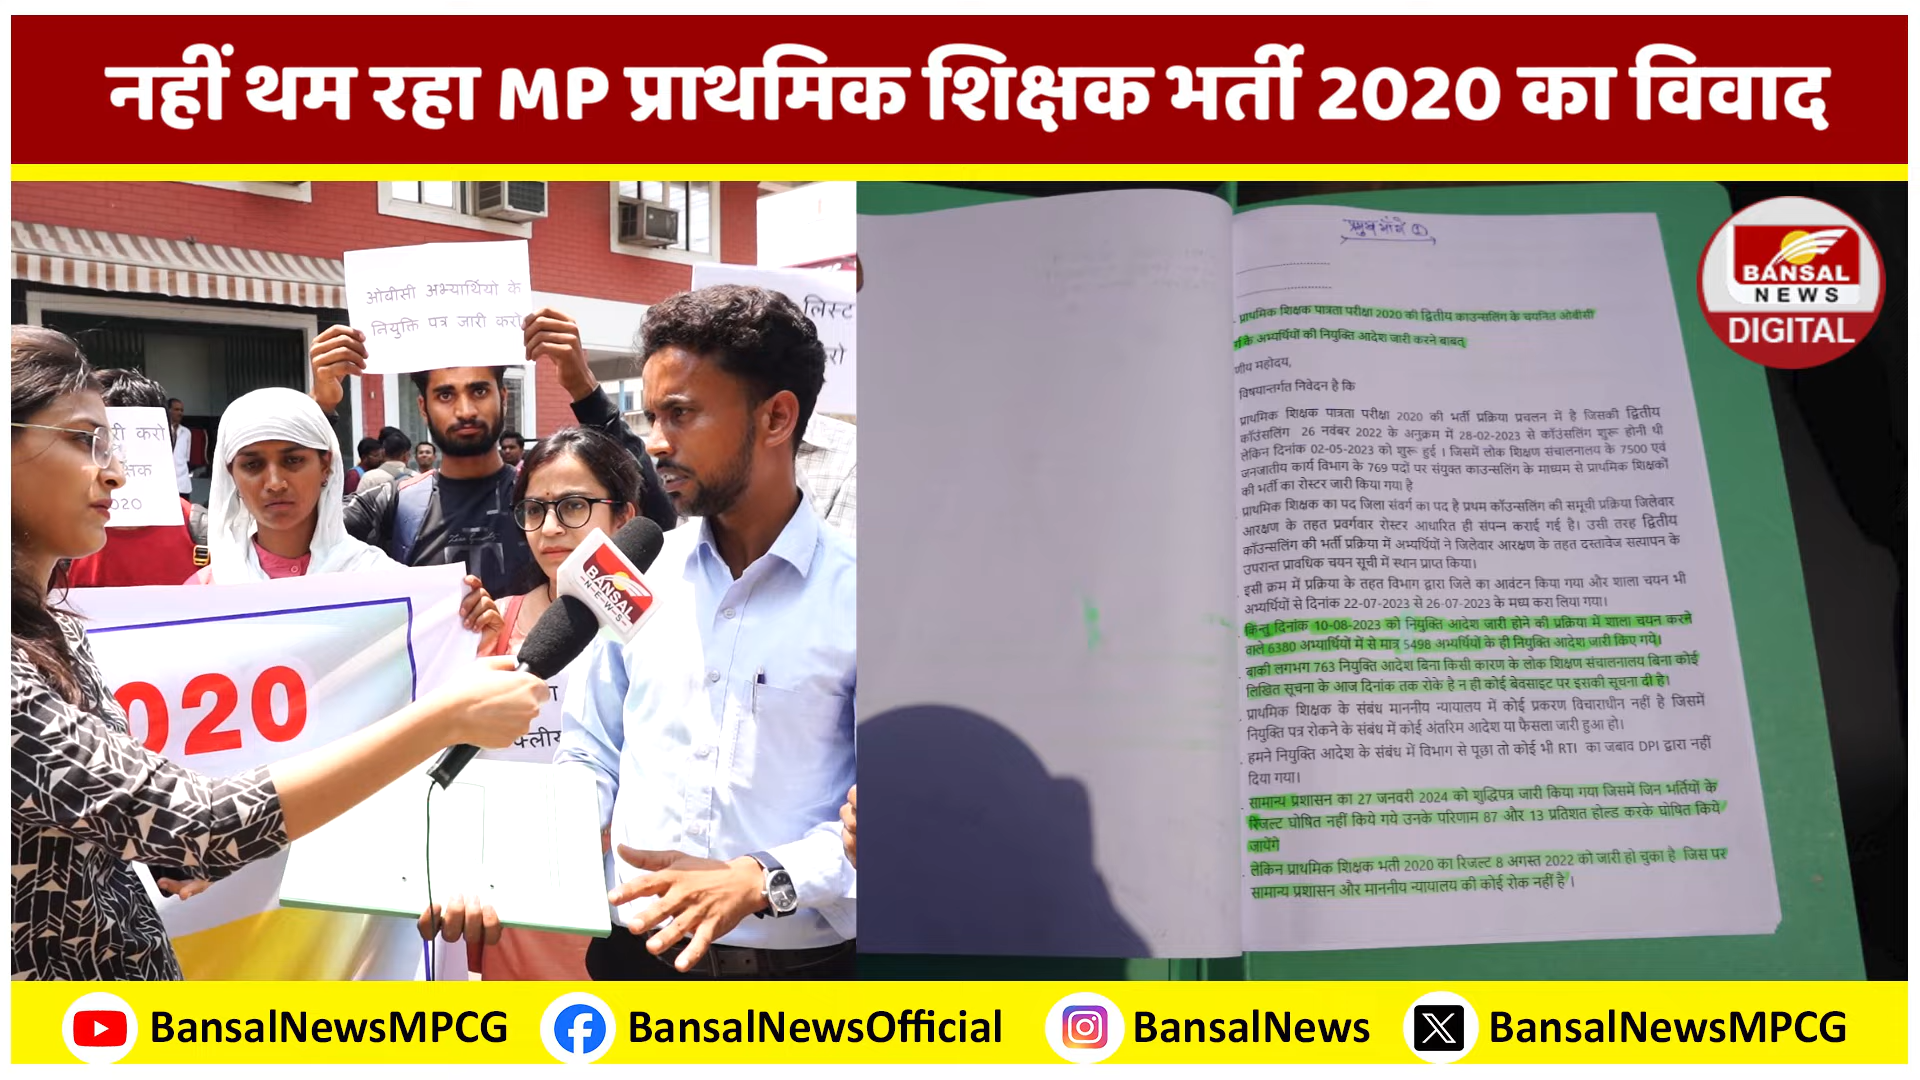 नहीं थम रहा MP प्राथमिक शिक्षक भर्ती 2020 का विवाद
ओबीसी अभ्यार्थियो के
नियुक्ति पत्र जारी करो
लिस्ट
री करो
क्षक
020
BANSAL
NEWS
020
प्रमुख मांगें ①
प्राथमिक शिक्षक पात्रता परीक्षा 2020 की द्वितीय काउन्सलिंग के चयनित ओबीसी
र्ग के अभ्यर्थियों की नियुक्ति आदेश जारी करने बाबत्
णीय महोदय,
विषयान्तर्गत निवेदन है कि
प्राथमिक शिक्षक पात्रता परीक्षा 2020 की भर्ती प्रक्रिया प्रचलन में है जिसकी द्वितीय
कॉउंसलिंग 26 नवंबर 2022 के अनुक्रम में 28-02-2023 से कॉउंसलिंग शुरू होनी थी
लेकिन दिनांक 02-05-2023 को शुरू हुई । जिसमें लोक शिक्षण संचालनालय के 7500 एवं
जनजातीय कार्य विभाग के 769 पदों पर संयुक्त काउन्सलिंग के माध्यम से प्राथमिक शिक्षकों
की भर्ती का रोस्टर जारी किया गया है
प्राथमिक शिक्षक का पद जिला संवर्ग का पद है प्रथम कॉउन्सलिंग की समूची प्रक्रिया जिलेवार
आरक्षण के तहत प्रवर्गवार रोस्टर आधारित ही संपन्न कराई गई है। उसी तरह द्वितीय
कॉउन्सलिंग की भर्ती प्रक्रिया में अभ्यर्थियों ने जिलेवार आरक्षण के तहत दस्तावेज सत्यापन के
उपरान्त प्रावधिक चयन सूची में स्थान प्राप्त किया।
इसी क्रम में प्रक्रिया के तहत विभाग द्वारा जिले का आवंटन किया गया और शाला चयन भी
अभ्यर्थियों से दिनांक 22-07-2023 से 26-07-2023 के मध्य करा लिया गया।
किन्तु दिनांक 10-08-2023 को नियुक्ति आदेश जारी होने की प्रक्रिया में शाला चयन करने
वाले 6380 अभ्यार्थियों में से मात्र 5498 अभ्यार्थियों के ही नियुक्ति आदेश जारी किए गये।
बाकी लगभग 763 नियुक्ति आदेश बिना किसी कारण के लोक शिक्षण संचालनालय बिना कोई
लिखित सूचना के आज दिनांक तक रोके है न ही कोई बेवसाइट पर इसकी सूचना दी है।
प्राथमिक शिक्षक के संबंध माननीय न्यायालय में कोई प्रकरण विचाराधीन नहीं है जिसमें
नियुक्ति पत्र रोकने के संबंध में कोई अंतरिम आदेश या फैसला जारी हुआ हो।
हमने नियुक्ति आदेश के संबंध में विभाग से पूछा तो कोई भी RTI का जबाव DPI द्वारा नहीं
दिया गया।
सामान्य प्रशासन का 27 जनवरी 2024 को शुद्धिपत्र जारी किया गया जिसमें जिन भर्तियों के
रिजल्ट घोषित नहीं किये गये उनके परिणाम 87 और 13 प्रतिशत होल्ड करके घोषित किये
जायेंगे
लेकिन प्राथमिक शिक्षक भर्ती 2020 का रिजल्ट 8 अगस्त 2022 को जारी हो चुका है जिस पर
सामान्य प्रशासन और माननीय न्यायालय की कोई रोक नहीं है ।
BANSAL
NEWS
DIGITAL
BansalNewsMPCG
BansalNewsOfficial
BansalNews
BansalNewsMPCG